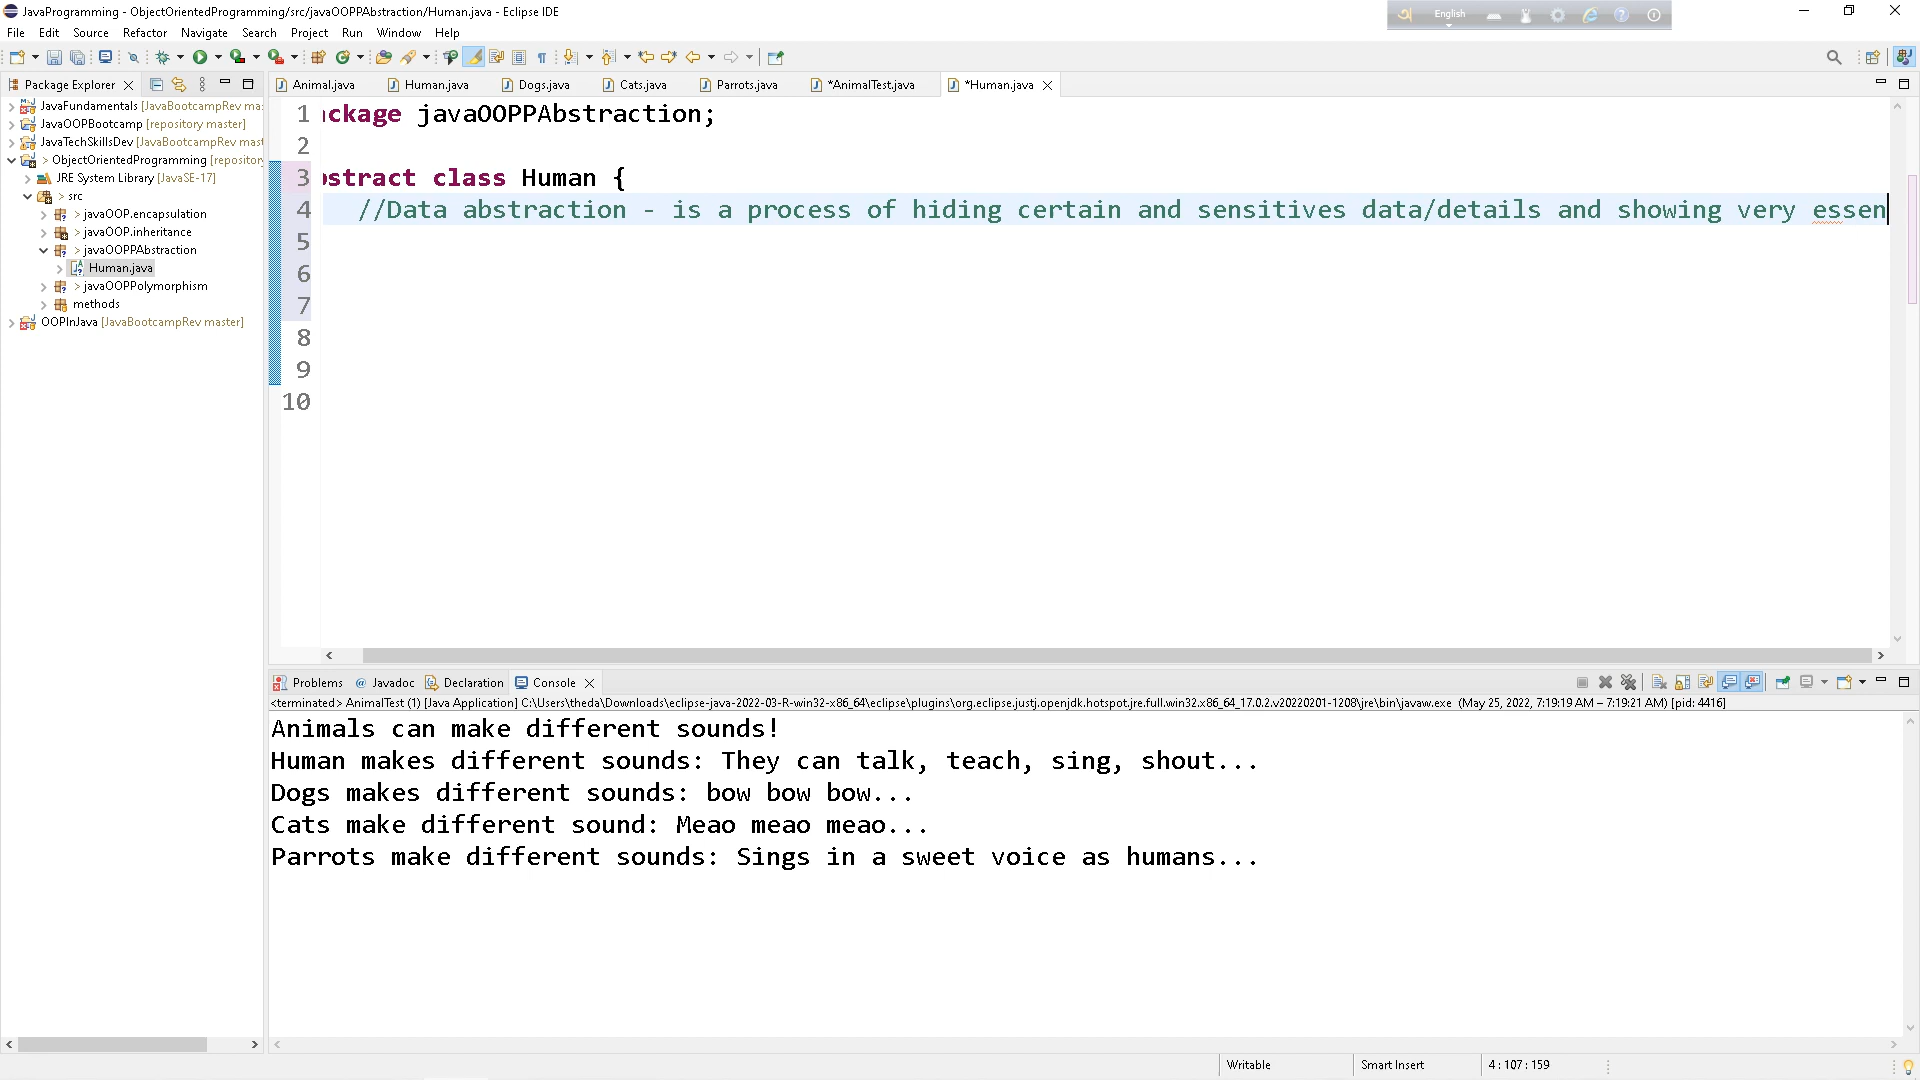 JavaProgramming - ObjectOrientedProgramming/src/javaOOPPAbstraction/Human.java - Eclipse IDE
English
File Edit Source Refactor Navigate Search Project Run Window Help
Package Explorer
Animal.java Human.java Dogs.java Cats.java Parrots.java *AnimalTest.java *Human.java
JavaFundamentals [JavaBootcampRev ma
JavaOOPBootcamp [repository master]
JavaTechSkillsDev [JavaBootcampRev mast
> ObjectOrientedProgramming [repository
JRE System Library [JavaSE-17]
> src
> javaOOP.encapsulation
> javaOOP.inheritance
> javaOOPPAbstraction
Human.java
> javaOOPPolymorphism
methods
OOPInJava [JavaBootcampRev master]
1 ckage javaOOPPAbstraction;
2
3 bstract class Human {
4 //Data abstraction - is a process of hiding certain and sensitives data/details and showing very essen
5
6
7
8
9
10
Problems @ Javadoc Declaration Console
<terminated> AnimalTest (1) [Java Application] C:\Users\theda\Downloads\eclipse-java-2022-03-R-win32-x86_64\eclipse\plugins\org.eclipse.justj.openjdk.hotspot.jre.full.win32.x86_64_17.0.2.v20220201-1208\jre\bin\javaw.exe (May 25, 2022, 7:19:19 AM – 7:19:21 AM) [pid: 4416]
Animals can make different sounds!
Human makes different sounds: They can talk, teach, sing, shout...
Dogs makes different sounds: bow bow bow...
Cats make different sound: Meao meao meao...
Parrots make different sounds: Sings in a sweet voice as humans...
Writable Smart Insert 4 : 107 : 159